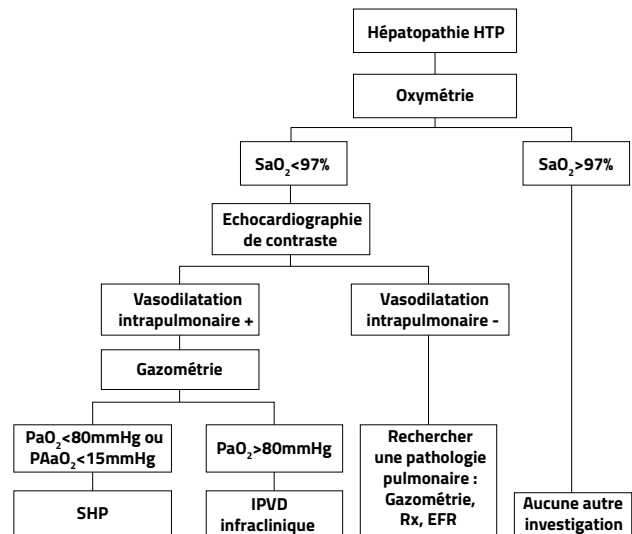 Hépatopathie HTP
Oxymétrie
SaO₂<97%
SaO₂>97%
Echocardiographie
de contraste
Vasodilatation
intrapulmonaire +
Vasodilatation
intrapulmonaire -
Gazométrie
PaO₂<80mmHg ou
PAaO₂<15mmHg
PaO₂>80mmHg
Rechercher
une pathologie
pulmonaire :
Gazométrie,
Rx, EFR
SHP
IPVD
infraclinique
Aucune autre
investigation